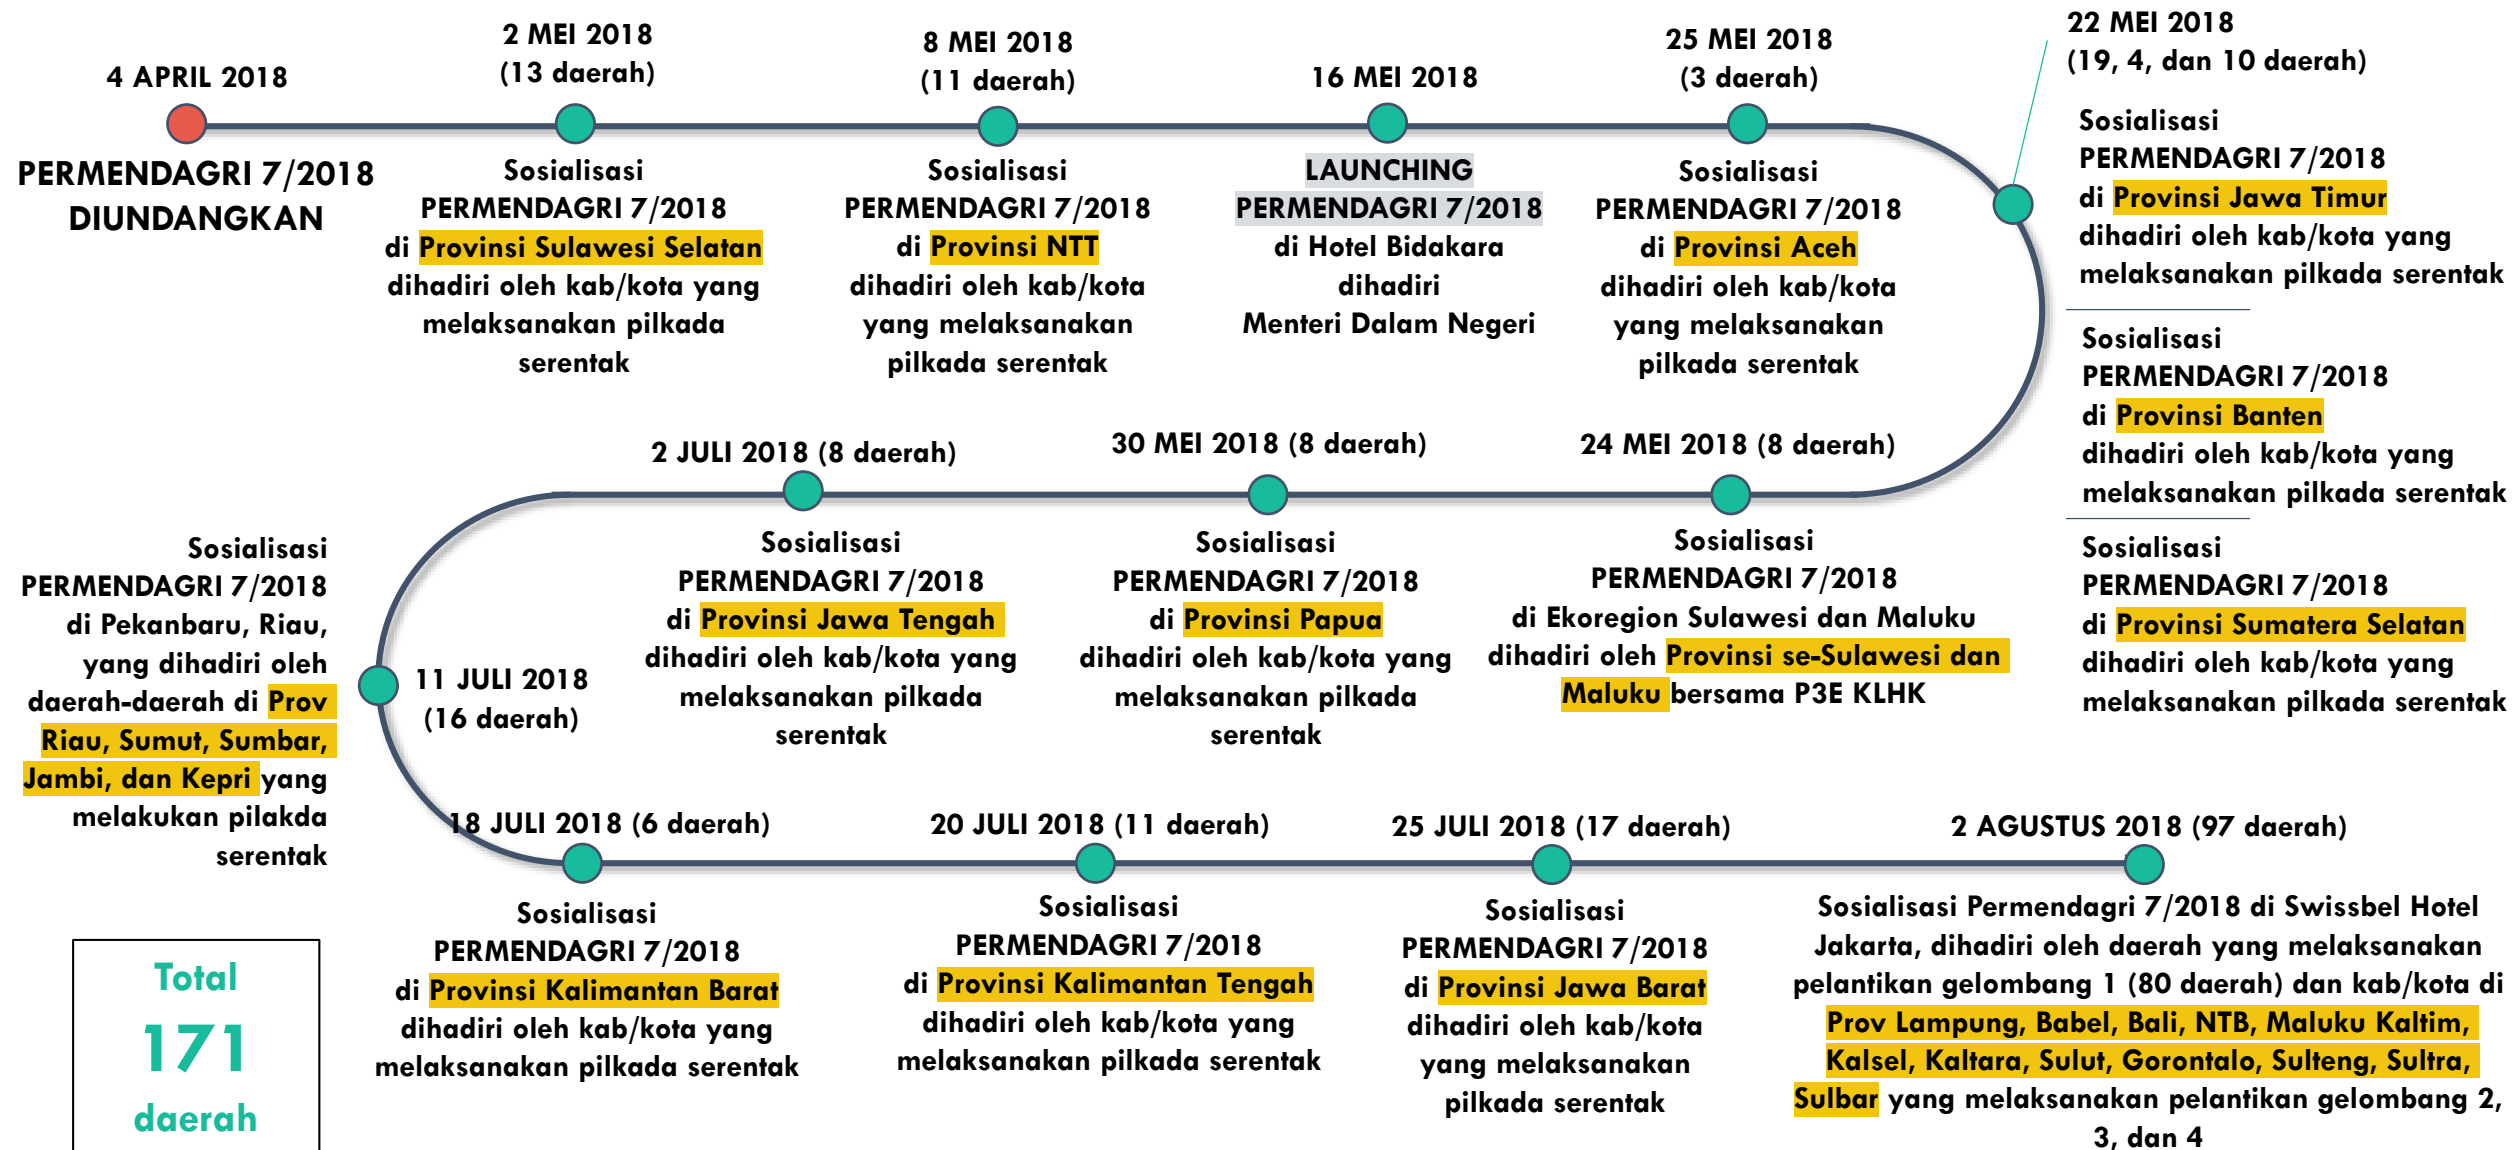 4 APRIL 2018
PERMENDAGRI 7/2018
DIUNDANGKAN
2 MEI 2018
(13 daerah)
Sosialisasi
PERMENDAGRI 7/2018
di Provinsi Sulawesi Selatan
dihadiri oleh kab/kota yang
melaksanakan pilkada
serentak
8 MEI 2018
(11 daerah)
Sosialisasi
PERMENDAGRI 7/2018
di Provinsi NTT
dihadiri oleh kab/kota
yang melaksanakan
pilkada serentak
16 MEI 2018
LAUNCHING
PERMENDAGRI 7/2018
di Hotel Bidakara
dihadiri
Menteri Dalam Negeri
25 MEI 2018
(3 daerah)
Sosialisasi
PERMENDAGRI 7/2018
di Provinsi Aceh
dihadiri oleh kab/kota
yang melaksanakan
pilkada serentak
22 MEI 2018
(19, 4, dan 10 daerah)
Sosialisasi
PERMENDAGRI 7/2018
di Provinsi Jawa Timur
dihadiri oleh kab/kota yang
melaksanakan pilkada serentak
Sosialisasi
PERMENDAGRI 7/2018
di Provinsi Banten
dihadiri oleh kab/kota yang
melaksanakan pilkada serentak
Sosialisasi
PERMENDAGRI 7/2018
di Provinsi Sumatera Selatan
dihadiri oleh kab/kota yang
melaksanakan pilkada serentak
24 MEI 2018 (8 daerah)
Sosialisasi
PERMENDAGRI 7/2018
di Ekoregion Sulawesi dan Maluku
dihadiri oleh Provinsi se-Sulawesi dan
Maluku bersama P3E KLHK
30 MEI 2018 (8 daerah)
Sosialisasi
PERMENDAGRI 7/2018
di Provinsi Papua
dihadiri oleh kab/kota yang
melaksanakan pilkada
serentak
2 JULI 2018 (8 daerah)
Sosialisasi
PERMENDAGRI 7/2018
di Provinsi Jawa Tengah
dihadiri oleh kab/kota yang
melaksanakan pilkada
serentak
11 JULI 2018
(16 daerah)
Sosialisasi
PERMENDAGRI 7/2018
di Pekanbaru, Riau,
yang dihadiri oleh
daerah-daerah di Prov
Riau, Sumut, Sumbar,
Jambi, dan Kepri yang
melakukan pilakda
serentak
18 JULI 2018 (6 daerah)
Sosialisasi
PERMENDAGRI 7/2018
di Provinsi Kalimantan Barat
dihadiri oleh kab/kota yang
melaksanakan pilkada serentak
20 JULI 2018 (11 daerah)
Sosialisasi
PERMENDAGRI 7/2018
di Provinsi Kalimantan Tengah
dihadiri oleh kab/kota yang
melaksanakan pilkada serentak
25 JULI 2018 (17 daerah)
Sosialisasi
PERMENDAGRI 7/2018
di Provinsi Jawa Barat
dihadiri oleh kab/kota
yang melaksanakan
pilkada serentak
2 AGUSTUS 2018 (97 daerah)
Sosialisasi Permendagri 7/2018 di Swissbel Hotel
Jakarta, dihadiri oleh daerah yang melaksanakan
pelantikan gelombang 1 (80 daerah) dan kab/kota di
Prov Lampung, Babel, Bali, NTB, Maluku Kaltim,
Kalsel, Kaltara, Sulut, Gorontalo, Sulteng, Sultra,
Sulbar yang melaksanakan pelantikan gelombang 2,
3, dan 4
Total
171
daerah